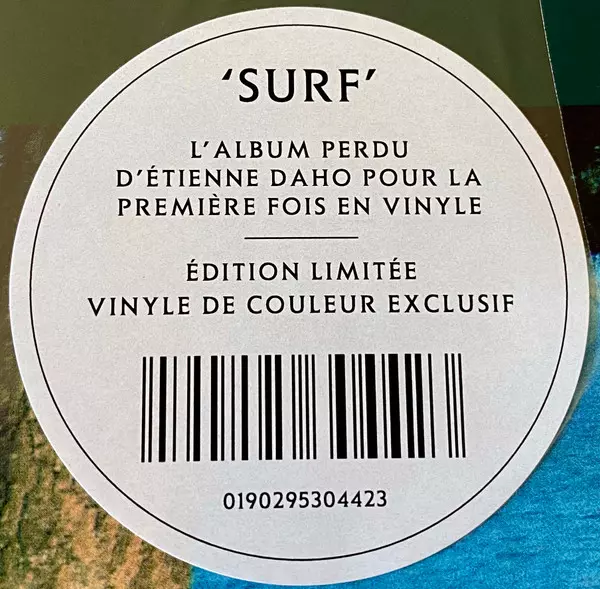 ‘SURF’
L’ALBUM PERDU
D’ÉTIENNE DAHO POUR LA
PREMIÈRE FOIS EN VINYLE
ÉDITION LIMITÉE
VINYLE DE COULEUR EXCLUSIF
0190295304423